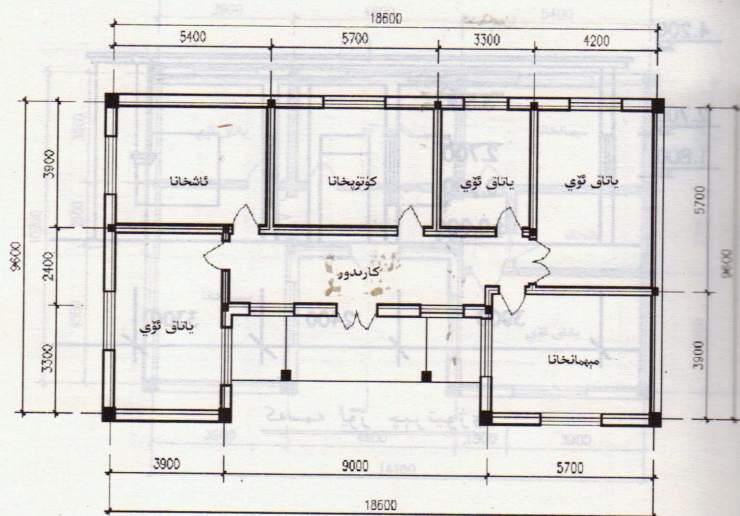 18600
5400 5700 3300 4200
ئاشخانا
كۇتۇپخانا
ياتاق ئۆي
ياتاق ئۆي
كارىدور
ياتاق ئۆي
مېھمانخانا
9600
3900
2400
3300
5700
3900
9600
3900 9000 5700
18600